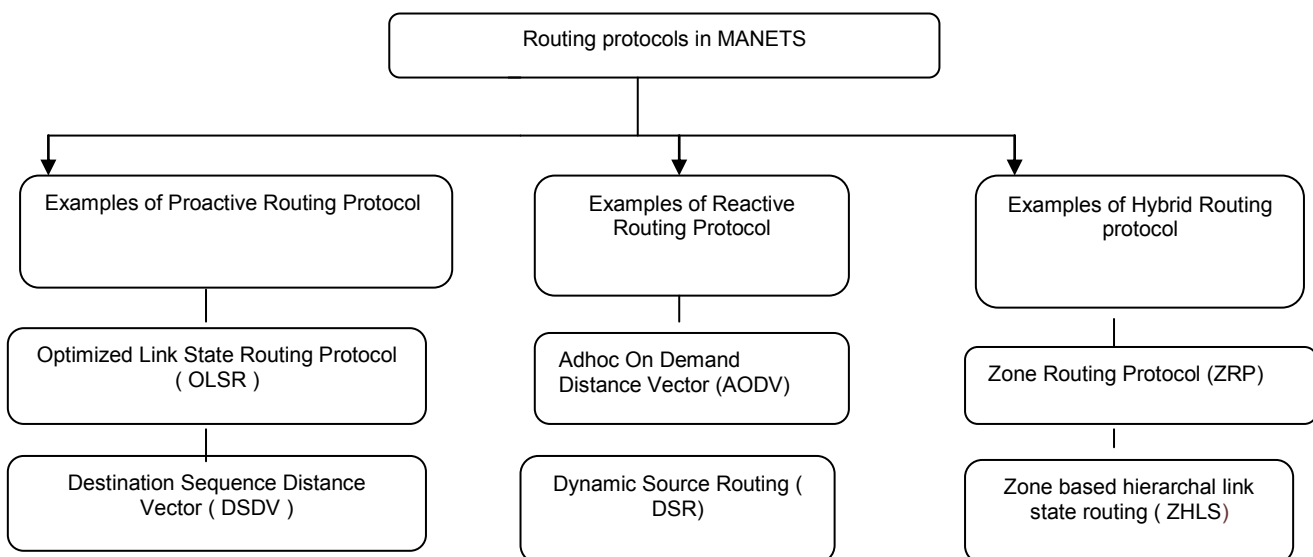 Routing protocols in MANETS
Examples of Proactive Routing Protocol
Examples of Reactive
Routing Protocol
Examples of Hybrid Routing
protocol
Optimized Link State Routing Protocol
( OLSR )
Adhoc On Demand
Distance Vector (AODV)
Zone Routing Protocol (ZRP)
Destination Sequence Distance
Vector ( DSDV )
Dynamic Source Routing (
DSR)
Zone based hierarchal link
state routing ( ZHLS)